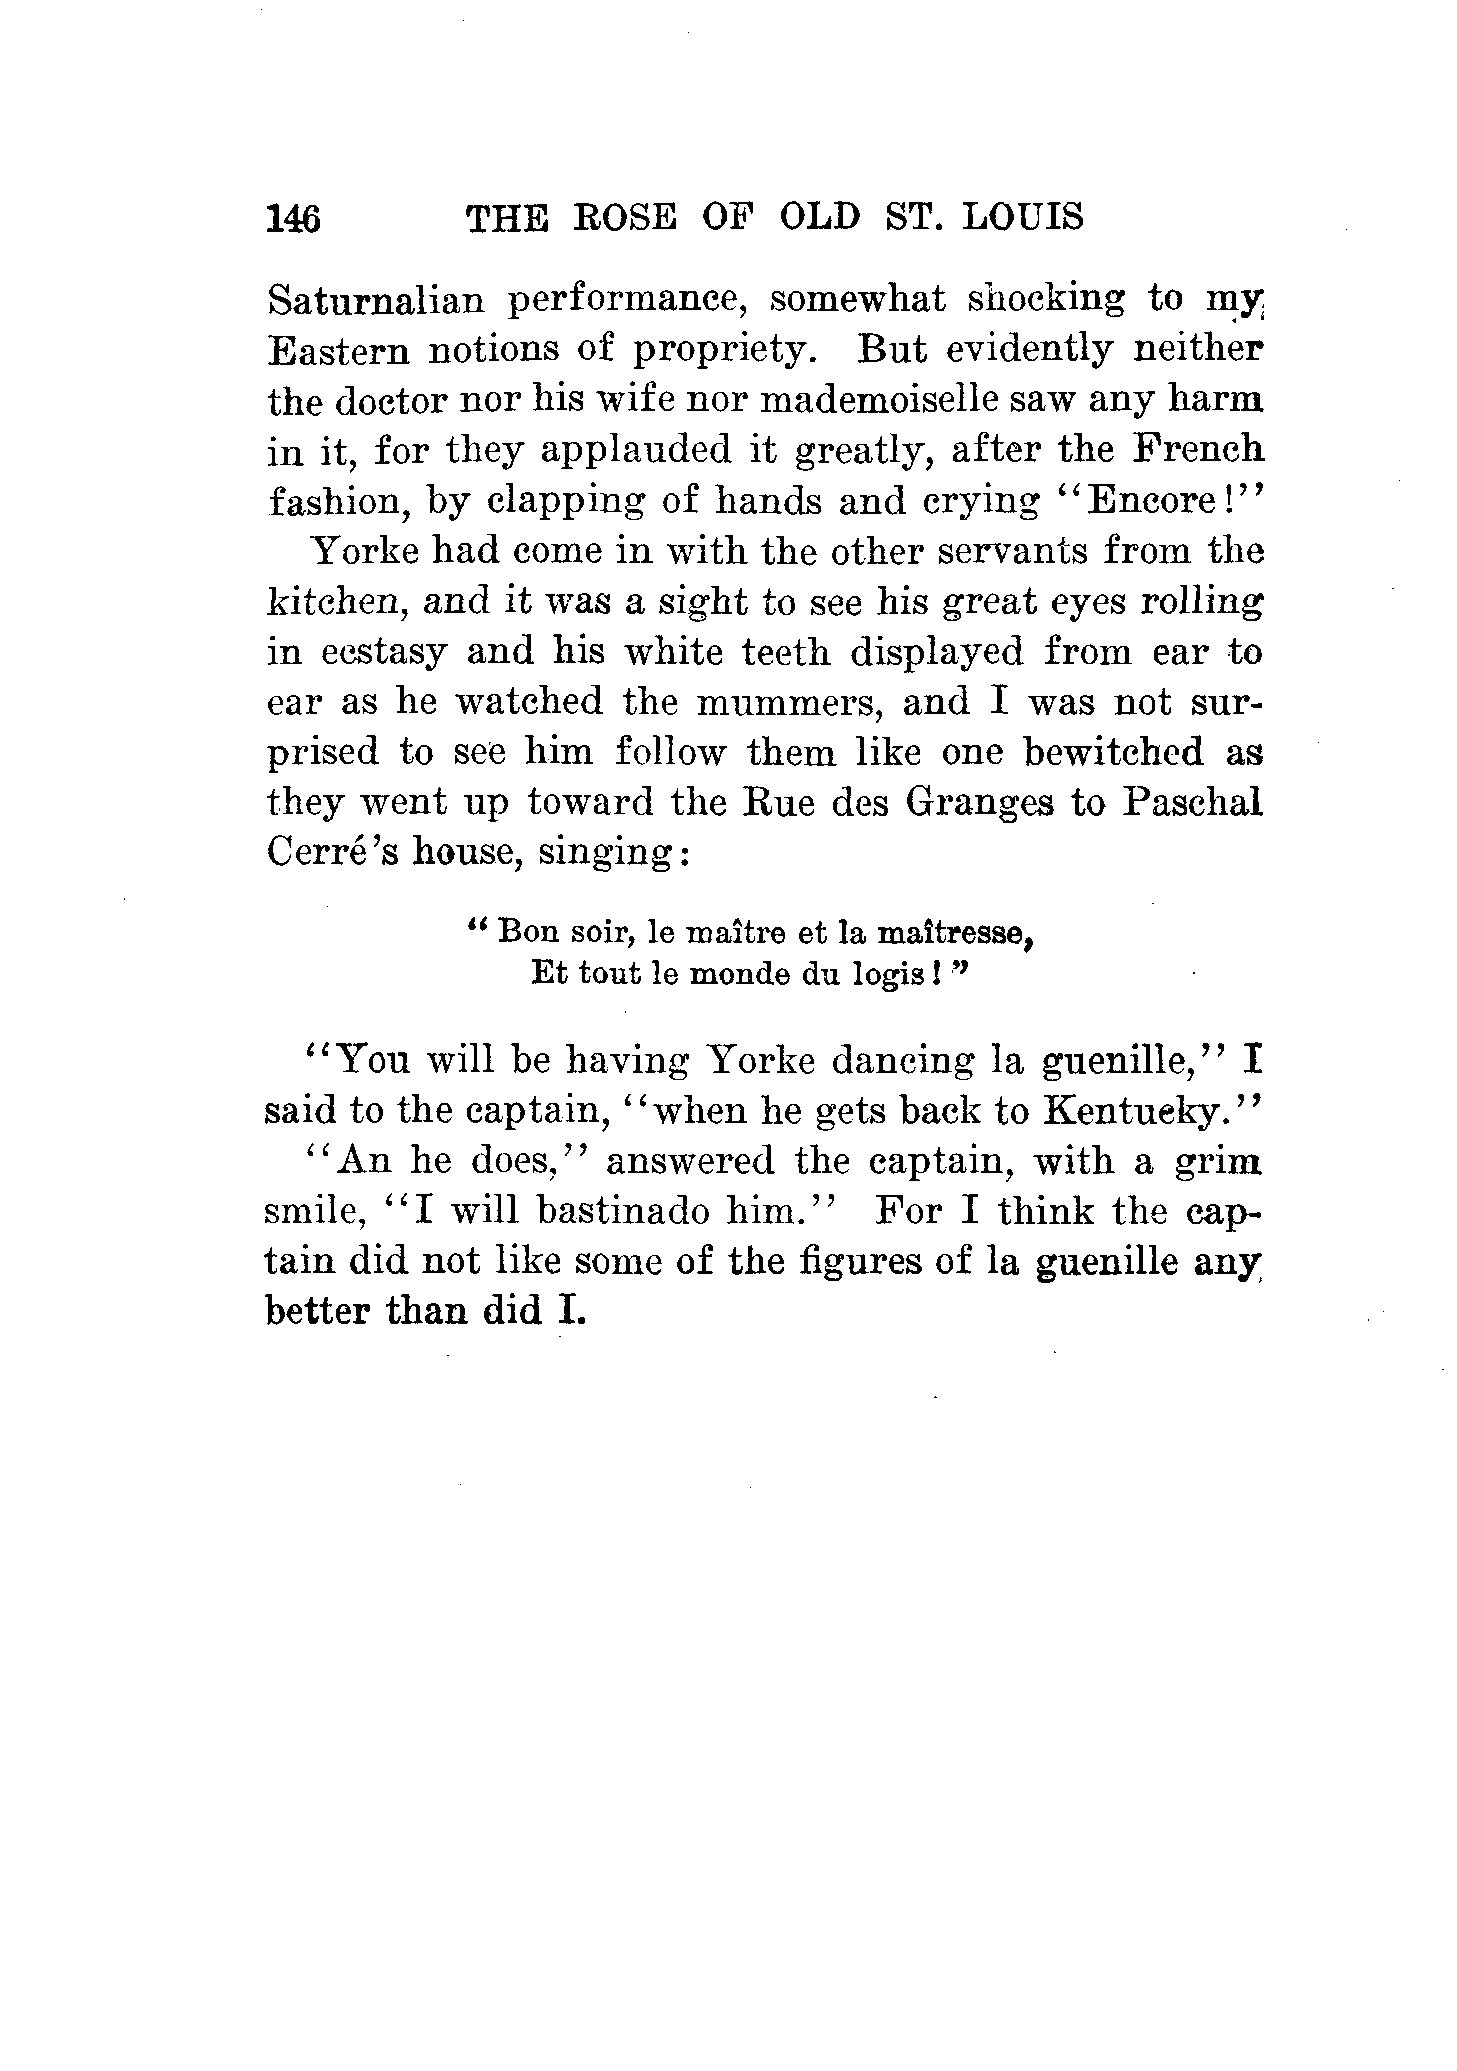 146 THE ROSE OF OLD ST. LOUIS
Saturnalian performance, somewhat shocking to my
Eastern notions of propriety. But evidently neither
the doctor nor his wife nor mademoiselle saw any harm
in it, for they applauded it greatly, after the French
fashion, by clapping of hands and crying "Encore!"
Yorke had come in with the other servants from the
kitchen, and it was a sight to see his great eyes rolling
in ecstasy and his white teeth displayed from ear to
ear as he watched the mummers, and I was not sur-
prised to see him follow them like one bewitched as
they went up toward the Rue des Granges to Paschal
Cerré's house, singing:
"Bon soir, le maître et la maîtresse,
Et tout le monde du logis!"
"You will be having Yorke dancing la guenille," I
said to the captain, "when he gets back to Kentucky."
"An he does," answered the captain, with a grim
smile, "I will bastinado him." For I think the cap-
tain did not like some of the figures of la guenille any
better than did I.